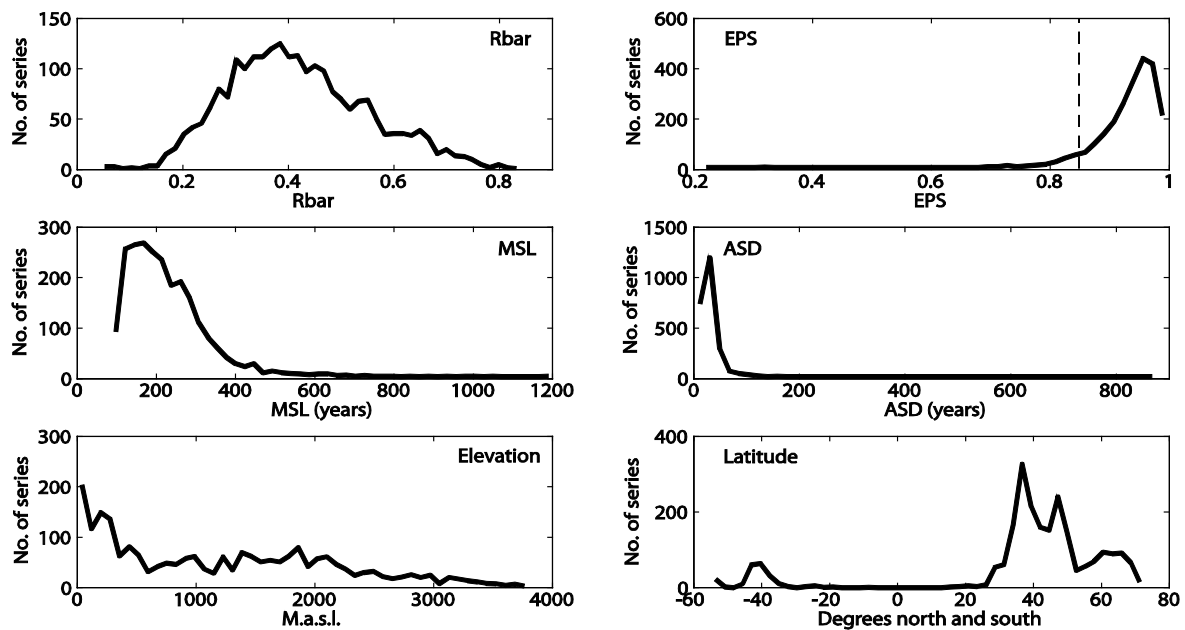 150
100
50
0
No. of series
Rbar
0 0.2 0.4 0.6 0.8
Rbar
600
400
200
0
No. of series
EPS
0.2 0.4 0.6 0.8 1
EPS
300
200
100
0
No. of series
MSL
0 200 400 600 800 1000 1200
MSL (years)
1500
1000
500
0
No. of series
ASD
0 200 400 600 800
ASD (years)
300
200
100
0
No. of series
Elevation
0 1000 2000 3000 4000
M.a.s.l.
400
200
0
No. of series
Latitude
-60 -40 -20 0 20 40 60 80
Degrees north and south